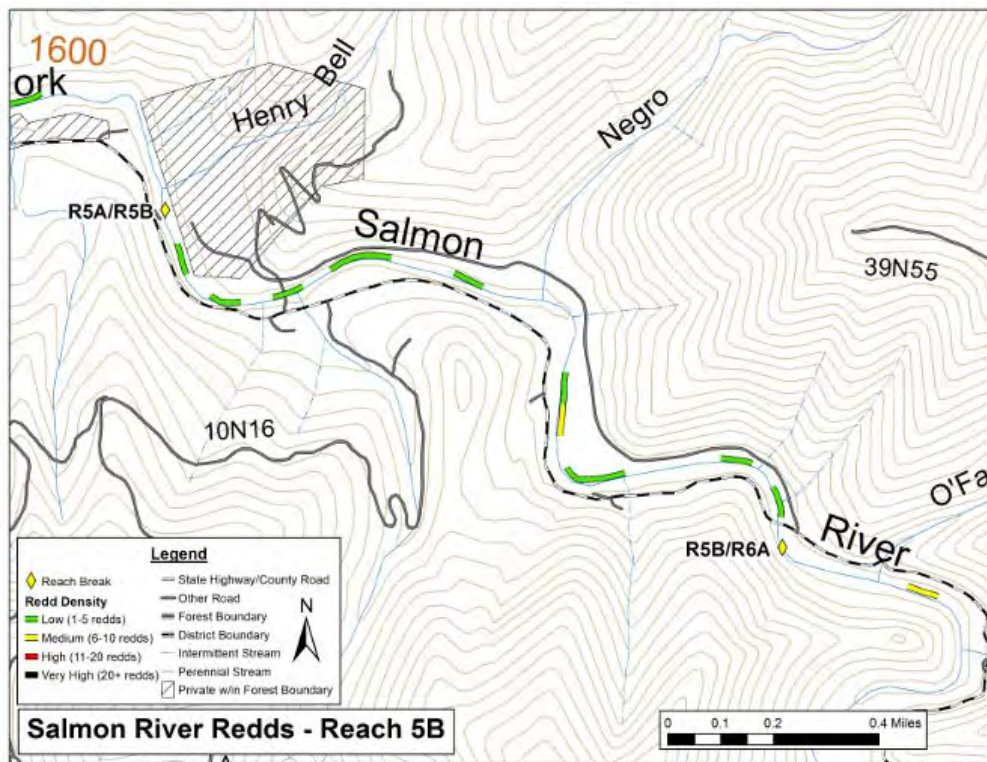 1600
ork
Henry Bell
Negro
R5A/R5B
Salmon
39N55
10N16
O'Fa
R5B/R6A
River
Legend
Reach Break
Redd Density
Low (1-5 redds)
Medium (6-10 redds)
High (11-20 redds)
Very High (20+ redds)
State Highway/County Road
Other Road
Forest Boundary
District Boundary
Intermittent Stream
Perennial Stream
Private w/in Forest Boundary
N
Salmon River Redds - Reach 5B
0 0.1 0.2 0.4 Miles